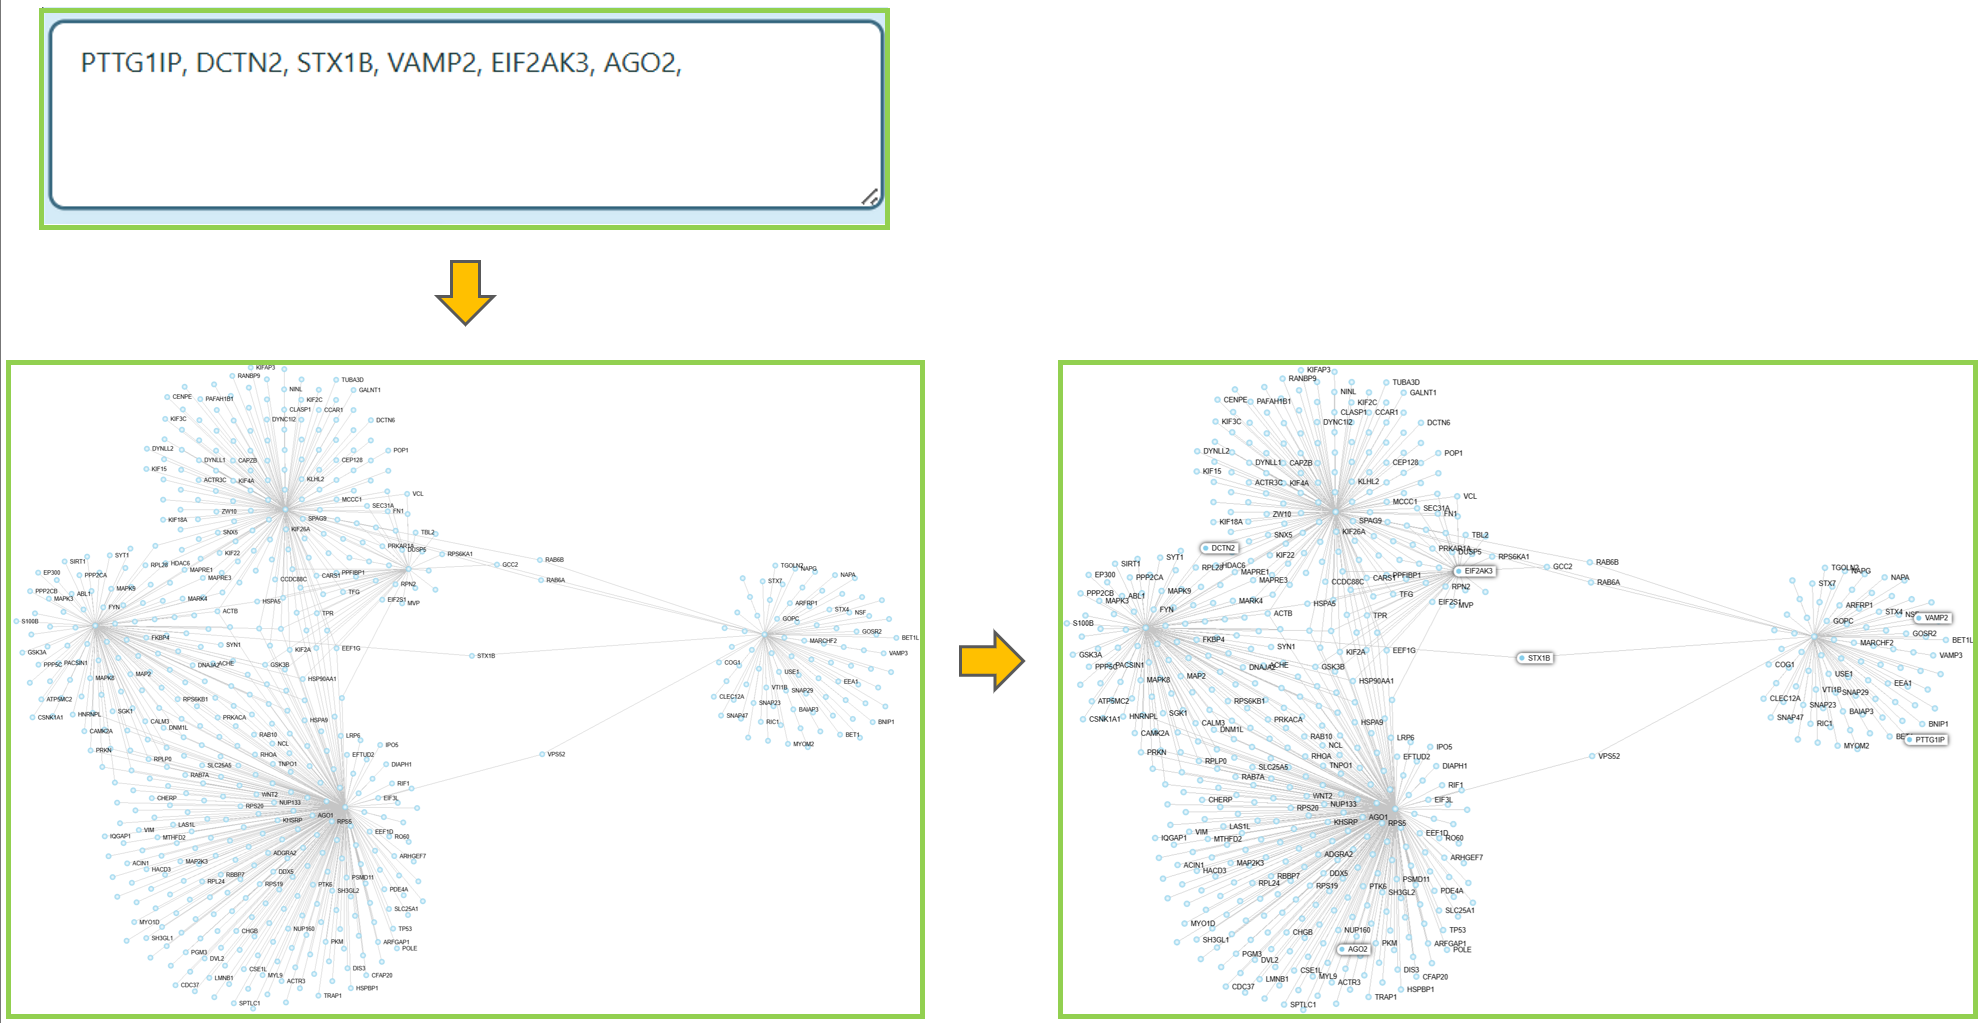 PTTG1IP, DCTN2, STX1B, VAMP2, EIF2AK3, AGO2,
KIFAP3
RANBP9
TUBA3D
NINL
GALNT1
CENPE
PAFAH1B1
KIF2C
CLASP1
CCAR1
KIF3C
DYNC1I2
DCTN6
DYNLL2
POP1
DYNLL1
CAPZB
CEP128
KIF15
ACTR3C
KIF4A
KLHL2
VCL
MCCC1
SEC31A
FN1
ZW10
KIF18A
SPAG9
SNX5
KIF26A
TBL2
PRKAR1A
DUSP5
RPS6KA1
KIF22
SYT1
SIRT1
RPL28
HDAC6
MAPRE1
MAPRE3
GCC2
RAB6B
RAB6A
EP300
PPP2CA
CCDC88C
CARS1
PPFIBP1
RPN2
TFG
EIF2S1
MVP
PPP2CB
ABL1
MAPK9
MAPK3
MARK4
HSPA5
FYN
ACTB
TPR
S100B
FKBP4
SYN1
KIF2A
EEF1G
STX1B
GSK3A
PPP5C
PACSIN1
DNAJA2
ACHE
GSK3B
MAPK8
MAP2
HSP90AA1
ATP5MC2
RPS6KB1
CSNK1A1
HNRNPL
SGK1
PRKACA
CALM3
DNM1L
HSPA9
CAMK2A
RAB10
LRP6
NCL
IPO5
PRKN
RHOA
EFTUD2
RPLP0
SLC25A5
TNPO1
DIAPH1
VPS52
RAB7A
RIF1
CHERP
WNT2
NUP133
EIF3L
RPS20
AGO1
KHSRP
RPS5
LAS1L
VIM
IQGAP1
MTHFD2
EEF1D
RO60
ADGRA2
ARHGEF7
ACIN1
MAP2K3
HACD3
RBBP7
DDX5
RPL24
RPS19
PSMD11
PTK6
SH3GL2
PDE4A
SLC25A1
MYO1D
CHGB
NUP160
TP53
SH3GL1
PKM
ARFGAP1
POLE
PGM3
DVL2
CSE1L
DIS3
MYL9
CFAP20
LMNB1
ACTR3
CDC37
HSPBP1
TRAP1
SPTLC1
TGOLN2
NAPG
NAPA
STX7
ARFRP1
STX4
NSF
GOPC
GOSR2
MARCHF2
BET1L
VAMP3
COG1
USE1
EEA1
VTI1B
SNAP29
CLEC12A
SNAP23
BAIAP3
SNAP47
RIC1
BNIP1
BET1
MYOM2
KIFAP3
RANBP9
TUBA3D
NINL
GALNT1
CENPE
PAFAH1B1
KIF2C
CLASP1
CCAR1
KIF3C
DYNC1I2
DCTN6
DYNLL2
POP1
DYNLL1
CAPZB
CEP128
KIF15
ACTR3C
KIF4A
KLHL2
VCL
MCCC1
SEC31A
FN1
ZW10
KIF18A
SPAG9
SNX5
KIF26A
TBL2
DCTN2
PRKAR1A
DUSP5
RPS6KA1
KIF22
SYT1
SIRT1
RPL28
HDAC6
MAPRE1
MAPRE3
EIF2AK3
GCC2
RAB6B
RAB6A
EP300
PPP2CA
CCDC88C
CARS1
PPFIBP1
RPN2
TFG
EIF2S1
MVP
PPP2CB
ABL1
MAPK9
MAPK3
MARK4
HSPA5
FYN
ACTB
TPR
S100B
FKBP4
SYN1
KIF2A
EEF1G
STX1B
GSK3A
PPP5C
PACSIN1
DNAJA2
ACHE
GSK3B
MAPK8
MAP2
HSP90AA1
ATP5MC2
RPS6KB1
CSNK1A1
HNRNPL
SGK1
PRKACA
CALM3
DNM1L
HSPA9
CAMK2A
RAB10
LRP6
NCL
IPO5
PRKN
RHOA
EFTUD2
RPLP0
SLC25A5
TNPO1
DIAPH1
VPS52
RAB7A
RIF1
CHERP
WNT2
NUP133
EIF3L
RPS20
AGO1
KHSRP
RPS5
LAS1L
VIM
IQGAP1
MTHFD2
EEF1D
RO60
ADGRA2
ARHGEF7
ACIN1
MAP2K3
HACD3
RBBP7
DDX5
RPL24
RPS19
PSMD11
PTK6
SH3GL2
PDE4A
SLC25A1
MYO1D
CHGB
NUP160
TP53
SH3GL1
AGO2
PKM
ARFGAP1
POLE
PGM3
DVL2
CSE1L
DIS3
MYL9
CFAP20
LMNB1
ACTR3
CDC37
HSPBP1
TRAP1
SPTLC1
TGOLN2
NAPG
NAPA
STX7
ARFRP1
STX4
VAMP2
GOPC
GOSR2
MARCHF2
BET1L
VAMP3
COG1
USE1
EEA1
VTI1B
SNAP29
CLEC12A
SNAP23
BAIAP3
SNAP47
RIC1
BNIP1
PTTG1IP
MYOM2